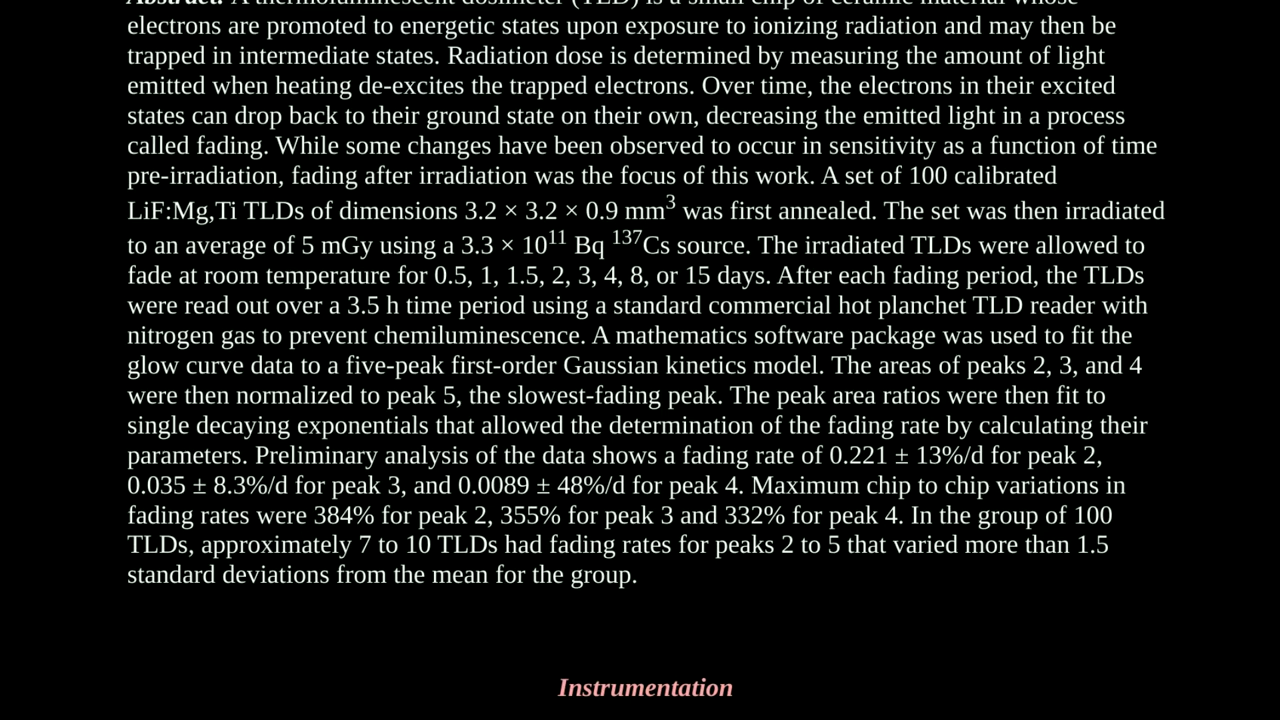 Abstract: A thermoluminescent dosimeter (TLD) is a small chip of ceramic material whose
electrons are promoted to energetic states upon exposure to ionizing radiation and may then be
trapped in intermediate states. Radiation dose is determined by measuring the amount of light
emitted when heating de-excites the trapped electrons. Over time, the electrons in their excited
states can drop back to their ground state on their own, decreasing the emitted light in a process
called fading. While some changes have been observed to occur in sensitivity as a function of time
pre-irradiation, fading after irradiation was the focus of this work. A set of 100 calibrated
LiF:Mg,Ti TLDs of dimensions 3.2 × 3.2 × 0.9 mm³ was first annealed. The set was then irradiated
to an average of 5 mGy using a 3.3 × 10¹¹ Bq ¹³⁷Cs source. The irradiated TLDs were allowed to
fade at room temperature for 0.5, 1, 1.5, 2, 3, 4, 8, or 15 days. After each fading period, the TLDs
were read out over a 3.5 h time period using a standard commercial hot planchet TLD reader with
nitrogen gas to prevent chemiluminescence. A mathematics software package was used to fit the
glow curve data to a five-peak first-order Gaussian kinetics model. The areas of peaks 2, 3, and 4
were then normalized to peak 5, the slowest-fading peak. The peak area ratios were then fit to
single decaying exponentials that allowed the determination of the fading rate by calculating their
parameters. Preliminary analysis of the data shows a fading rate of 0.221 ± 13%/d for peak 2,
0.035 ± 8.3%/d for peak 3, and 0.0089 ± 48%/d for peak 4. Maximum chip to chip variations in
fading rates were 384% for peak 2, 355% for peak 3 and 332% for peak 4. In the group of 100
TLDs, approximately 7 to 10 TLDs had fading rates for peaks 2 to 5 that varied more than 1.5
standard deviations from the mean for the group.
Instrumentation